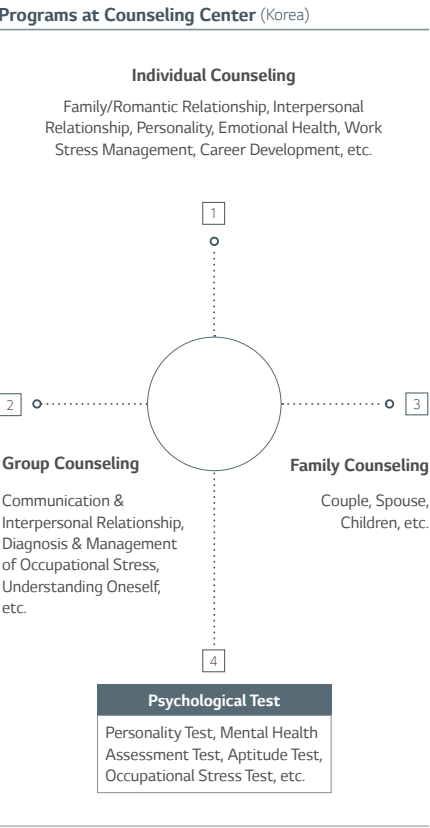 Programs at Counseling Center (Korea)
Individual Counseling
Family/Romantic Relationship, Interpersonal
Relationship, Personality, Emotional Health, Work
Stress Management, Career Development, etc.
1
2
3
Group Counseling
Communication &
Interpersonal Relationship,
Diagnosis & Management
of Occupational Stress,
Understanding Oneself,
etc.
Family Counseling
Couple, Spouse,
Children, etc.
4
Psychological Test
Personality Test, Mental Health
Assessment Test, Aptitude Test,
Occupational Stress Test, etc.